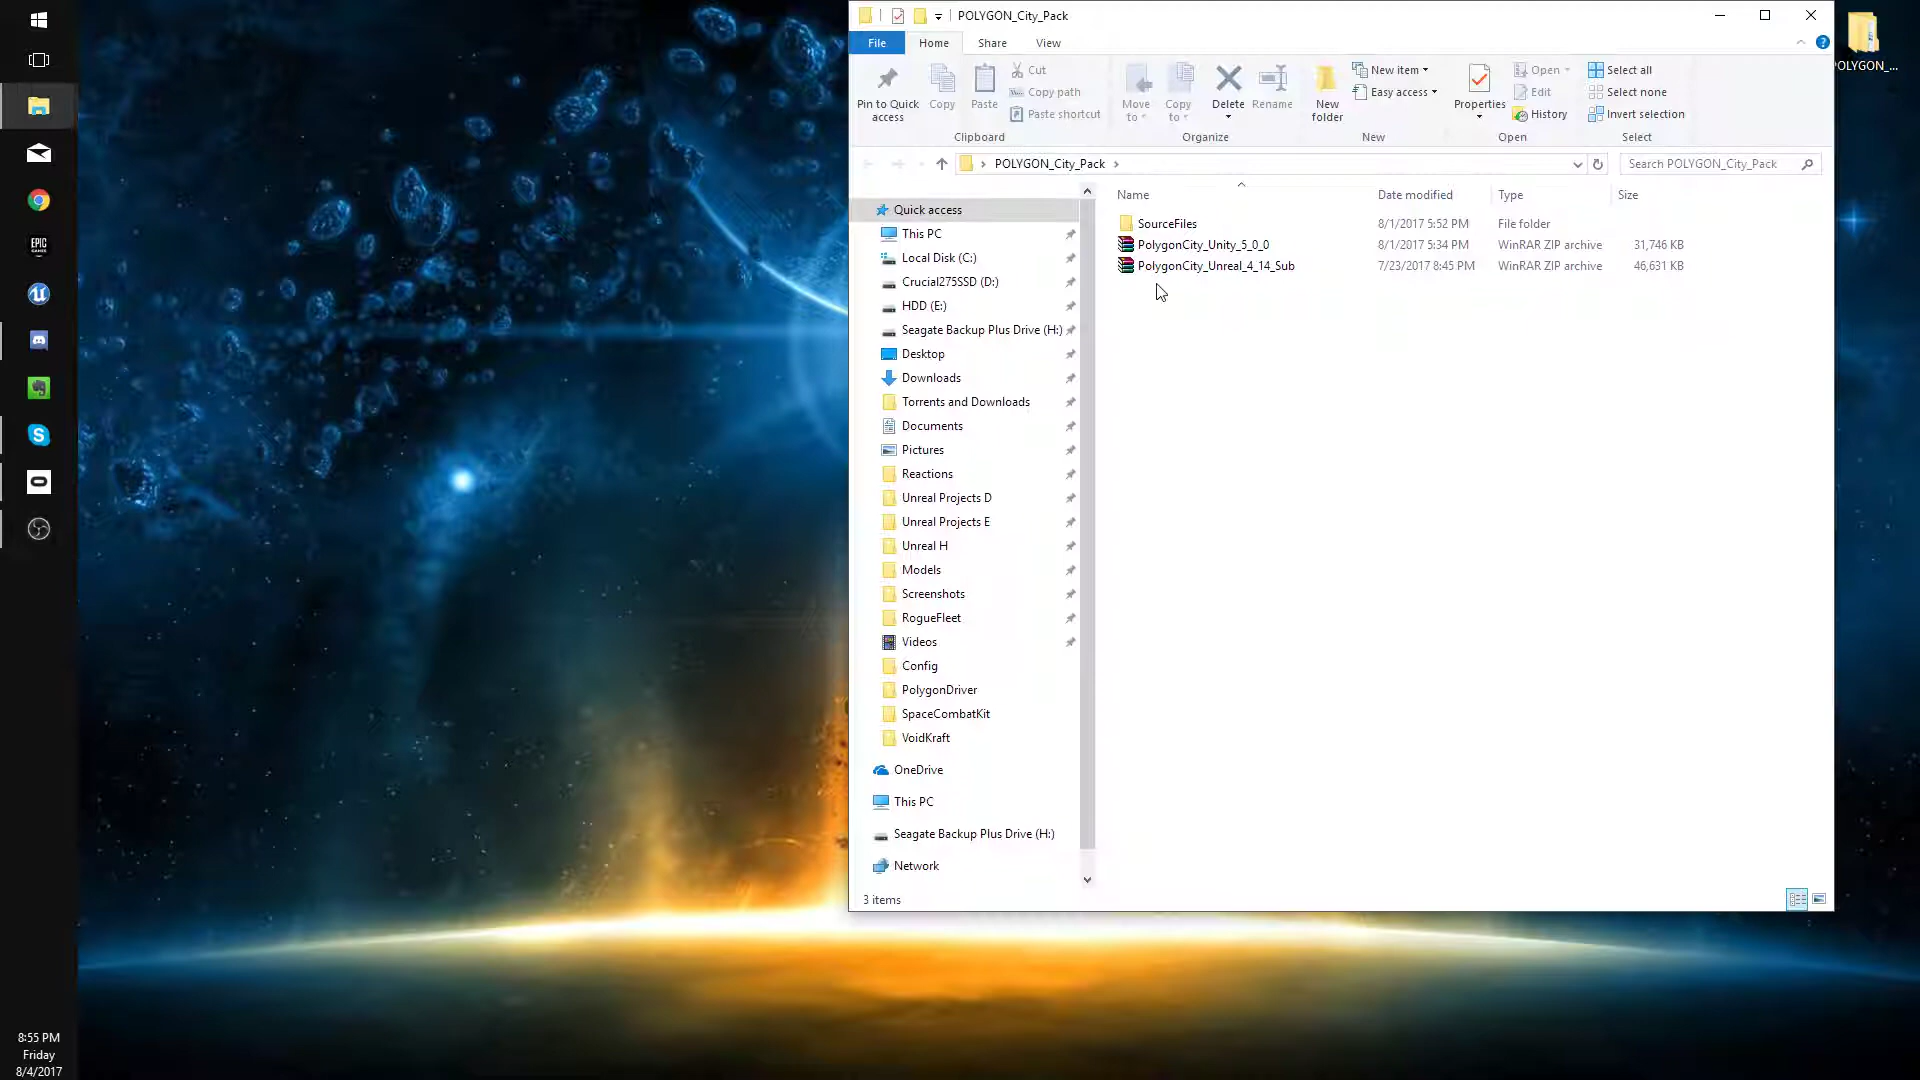 POLYGON_City_Pack
File
Home
Share
View
Pin to Quick access
Copy
Paste
Cut
Copy path
Paste shortcut
Clipboard
Move to
Copy to
Delete
Rename
Organize
New folder
New item
Easy access
New
Properties
Open
Edit
History
Open
Select all
Select none
Invert selection
Select
POLYGON_City_Pack
Search POLYGON_City_Pack
Name Date modified Type Size
SourceFiles 8/1/2017 5:52 PM File folder
PolygonCity_Unity_5_0_0 8/1/2017 5:34 PM WinRAR ZIP archive 31,746 KB
PolygonCity_Unreal_4_14_Sub 7/23/2017 8:45 PM WinRAR ZIP archive 46,631 KB
Quick access
This PC
Local Disk (C:)
Crucial275SSD (D:)
HDD (E:)
Seagate Backup Plus Drive (H:)
Desktop
Downloads
Torrents and Downloads
Documents
Pictures
Reactions
Unreal Projects D
Unreal Projects E
Unreal H
Models
Screenshots
RogueFleet
Videos
Config
PolygonDriver
SpaceCombatKit
VoidKraft
OneDrive
This PC
Seagate Backup Plus Drive (H:)
Network
3 items
OLYGON_...
EPIC
GAMES
8:55 PM
Friday
8/4/2017